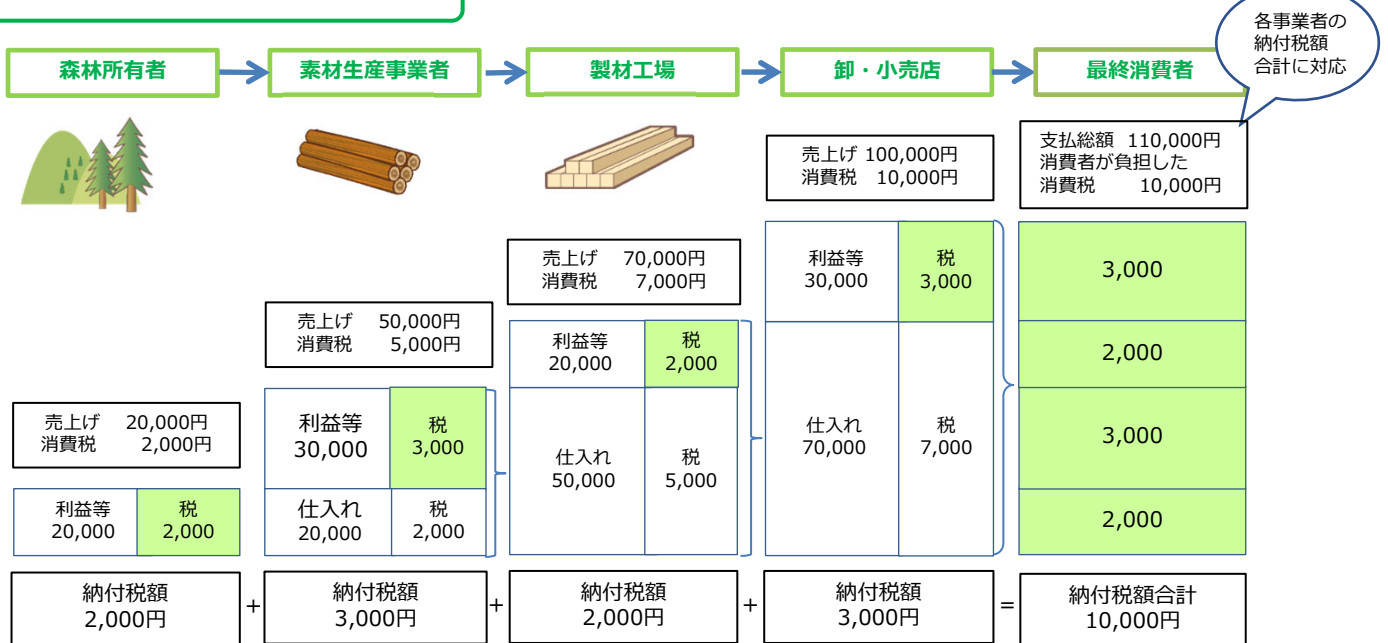 各事業者の
納付税額
合計に対応
森林所有者
素材生産事業者
製材工場
卸・小売店
最終消費者
売上げ 100,000円
消費税 10,000円
支払総額 110,000円
消費者が負担した
消費税 10,000円
売上げ 70,000円
消費税 7,000円
売上げ 50,000円
消費税 5,000円
売上げ 20,000円
消費税 2,000円
利益等
20,000
税
2,000
利益等
30,000
税
3,000
仕入れ
20,000
税
2,000
利益等
20,000
税
2,000
仕入れ
50,000
税
5,000
利益等
30,000
税
3,000
仕入れ
70,000
税
7,000
3,000
2,000
3,000
2,000
納付税額
2,000円
+
納付税額
3,000円
+
納付税額
2,000円
+
納付税額
3,000円
=
納付税額合計
10,000円